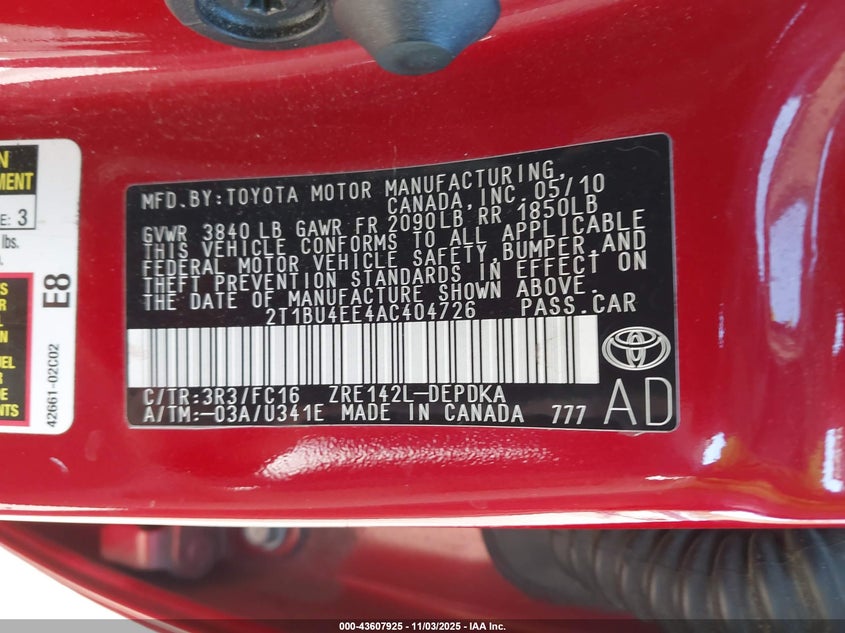 MFD.BY:TOYOTA MOTOR MANUFACTURING,
CANADA, INC. 05/10
GVWR 3840 LB GAWR FR 2090LB RR 1850LB
THIS VEHICLE CONFORMS TO ALL APPLICABLE
FEDERAL MOTOR VEHICLE SAFETY,BUMPER,AND
THEFT PREVENTION STANDARDS IN EFFECT ON
THE DATE OF MANUFACTURE SHOWN ABOVE.
2T1BU4EE4AC404726 PASS.CAR
C/TR:3R3/FC16 ZRE142L-DEPDKA
A/TM:-03A/U341E MADE IN CANADA 777
AD
E: 3
lbs.
E8
42661-02C02
000-43607925 - 11/03/2025 - IAA Inc.